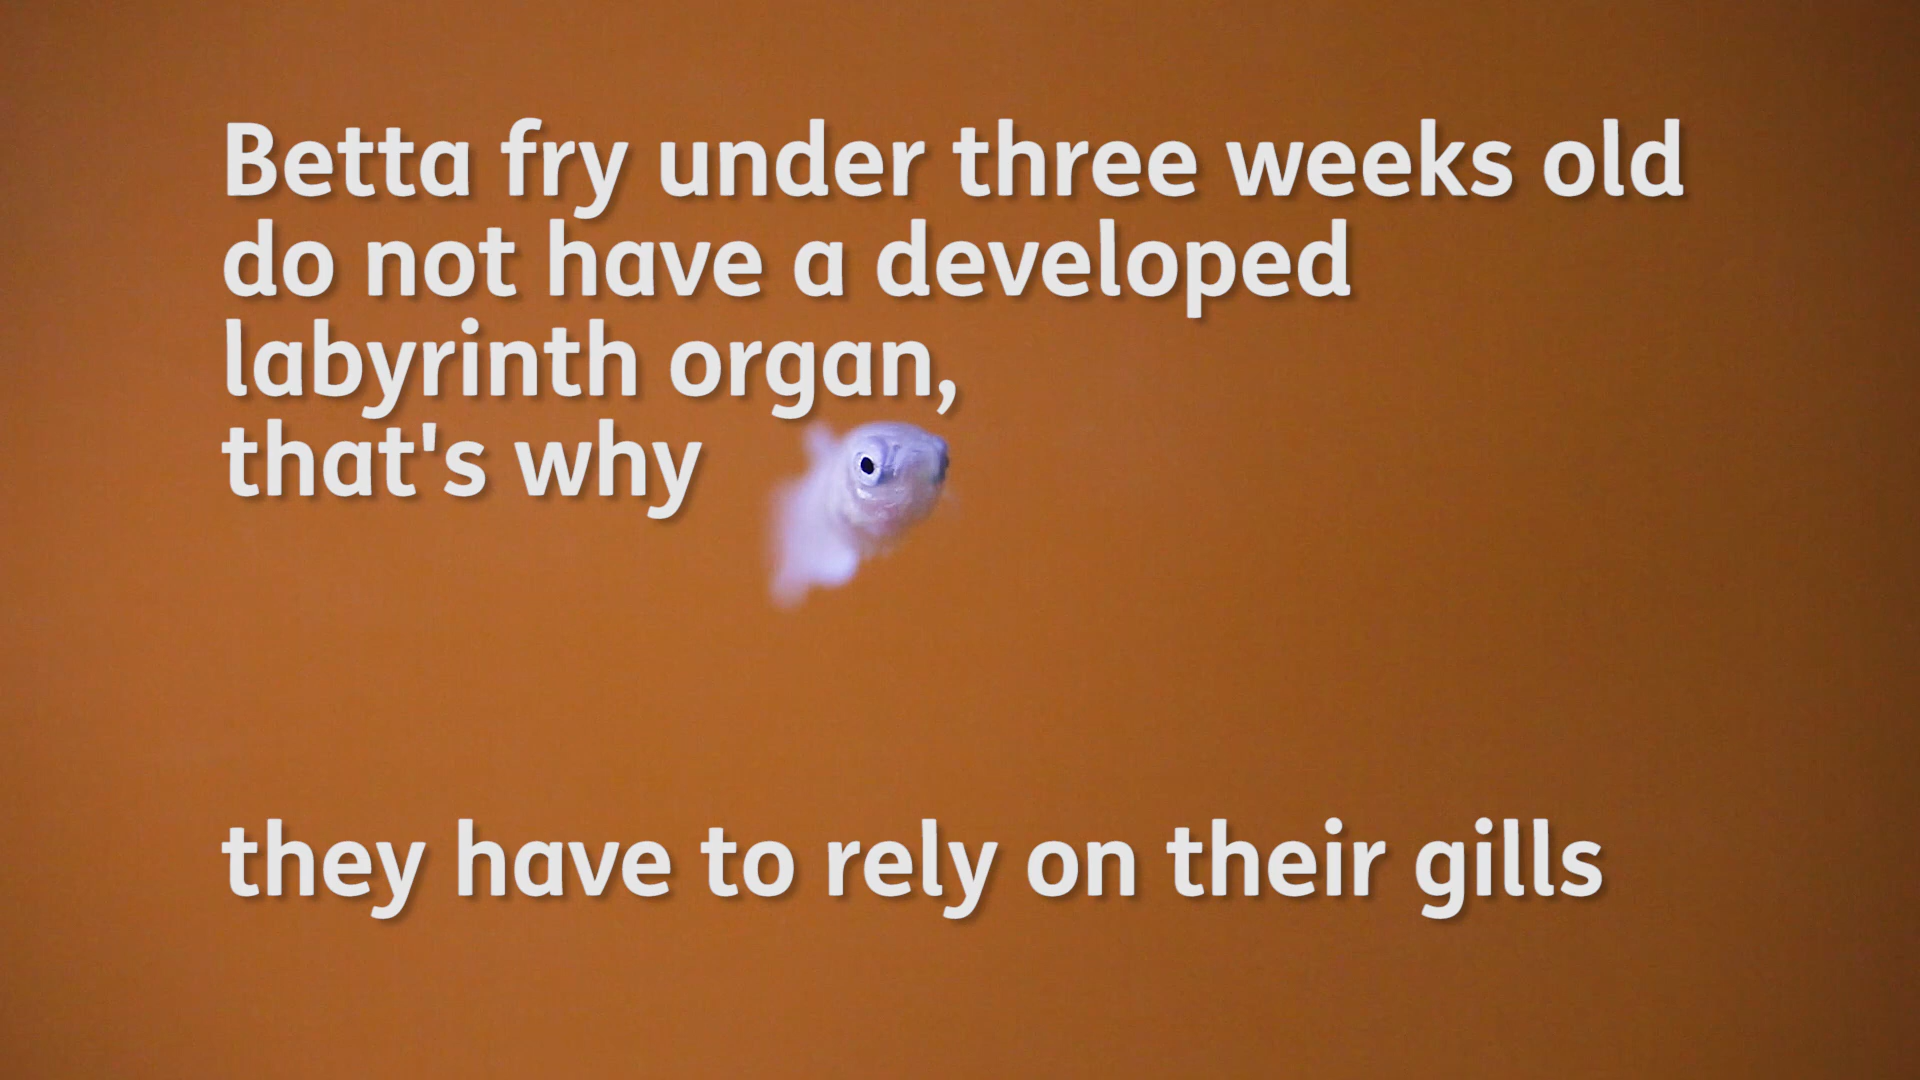 Betta fry under three weeks old
do not have a developed
labyrinth organ,
that's why
they have to rely on their gills